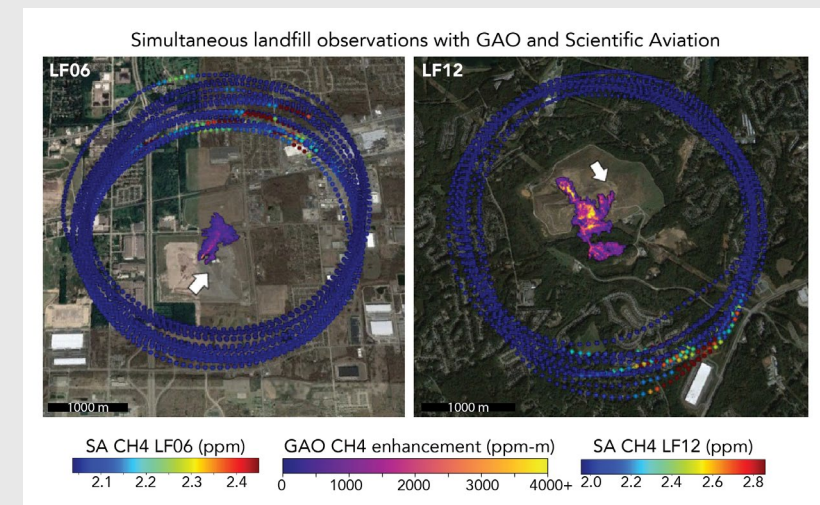 Simultaneous landfill observations with GAO and Scientific Aviation
LF06
LF12
1000 m
1000 m
SA CH4 LF06 (ppm)
GAO CH4 enhancement (ppm-m)
SA CH4 LF12 (ppm)
2.1 2.2 2.3 2.4
0 1000 2000 3000 4000+
2.0 2.2 2.4 2.6 2.8